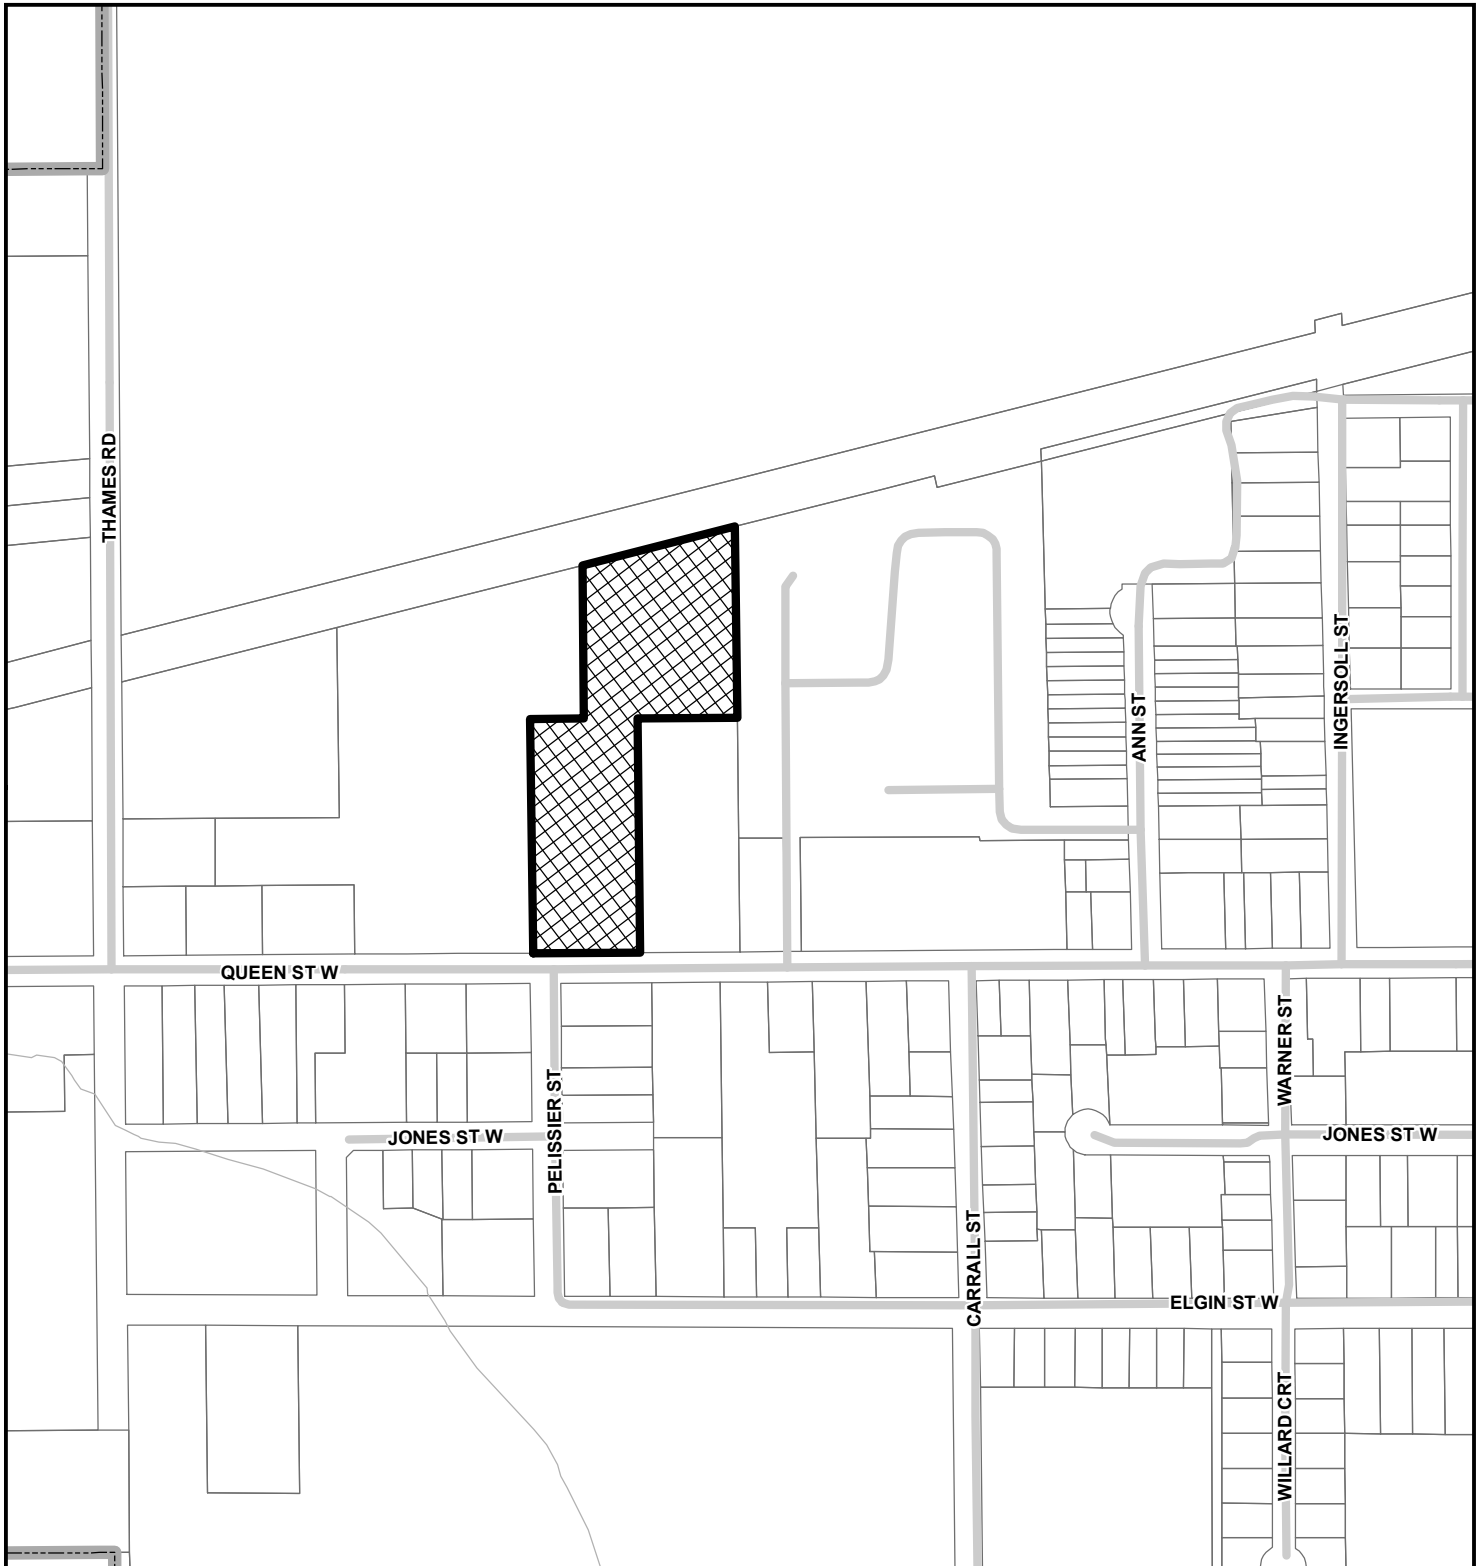 THAMES RD
INGERSOLL ST
ANN ST
QUEEN ST W
WARNER ST
PELISSIER ST
JONES ST W
JONES ST W
CARRALL ST
ELGIN ST W
WILLARD CRT